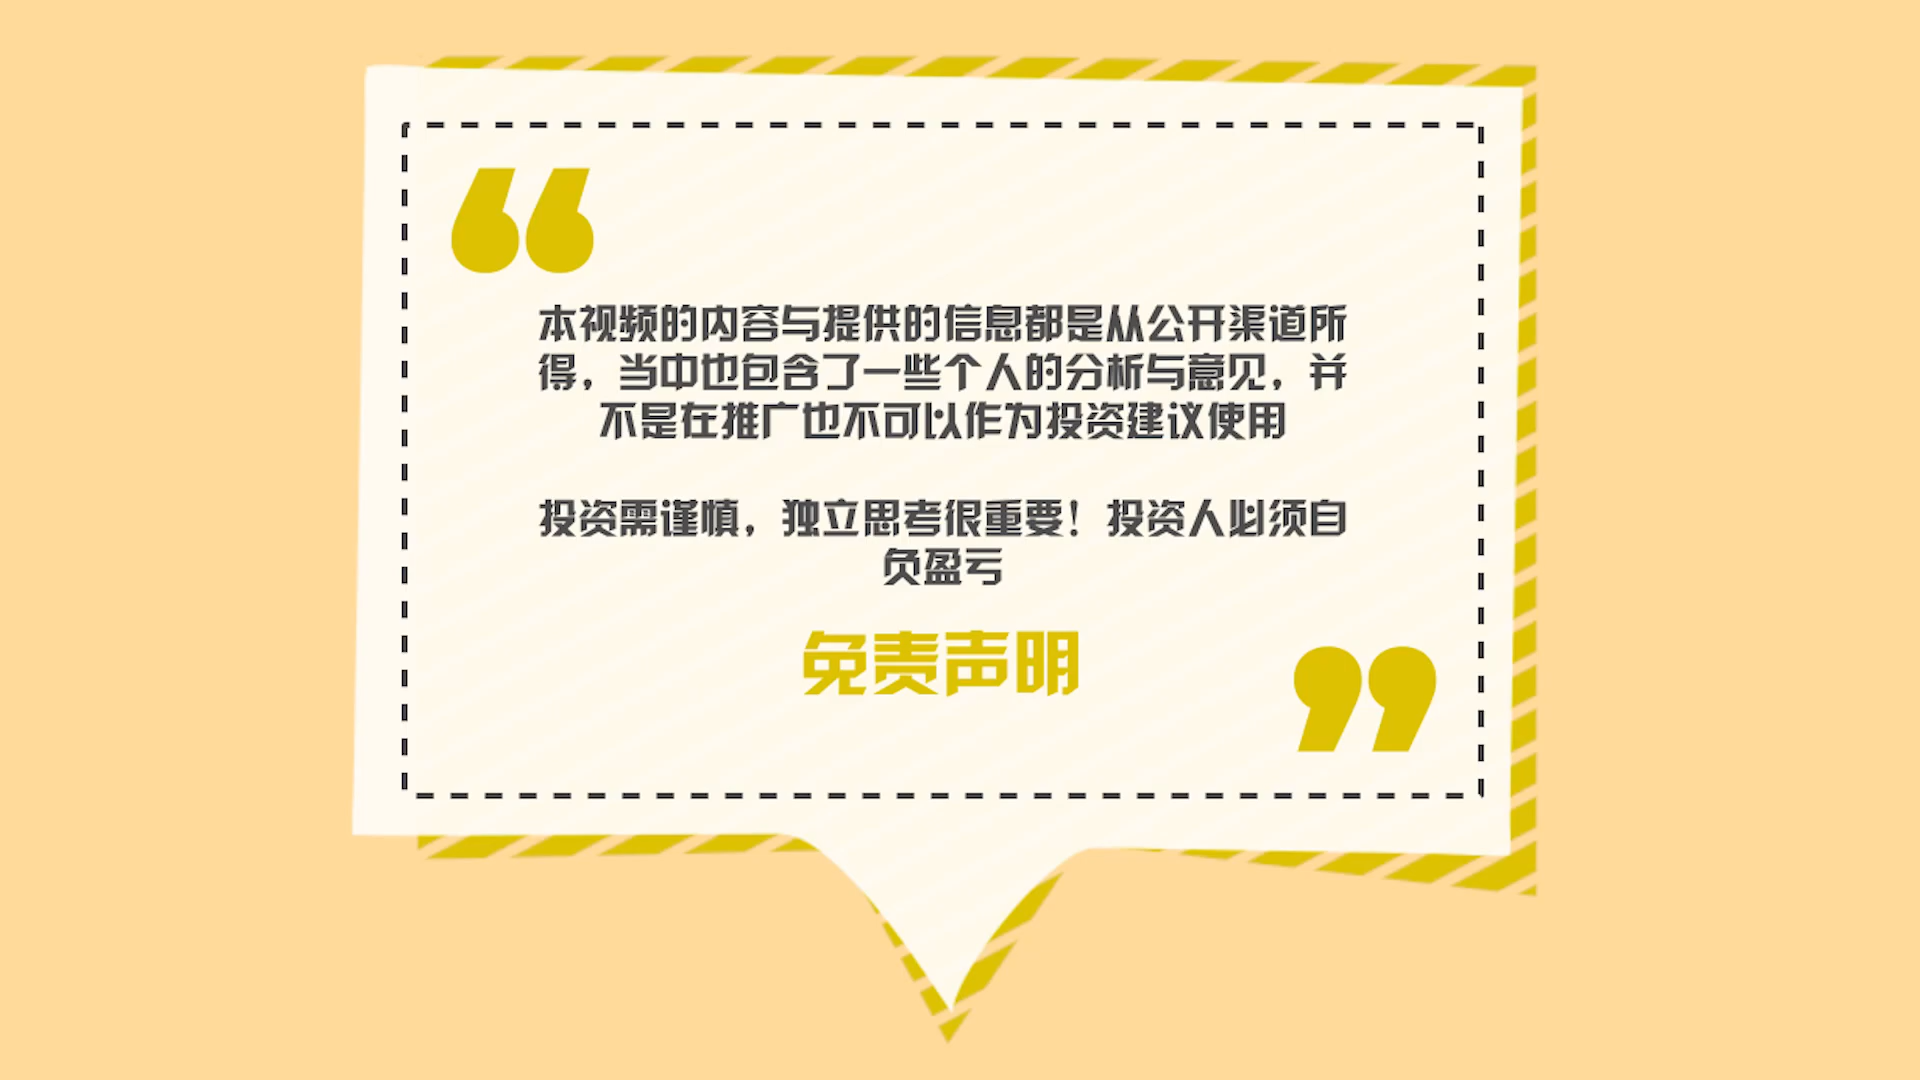 本视频的内容与提供的信息都是从公开渠道所
得，当中也包含了一些个人的分析与意见，并
不是在推广也不可以作为投资建议使用
投资需谨慎，独立思考很重要！投资人必须自
负盈亏
免责声明